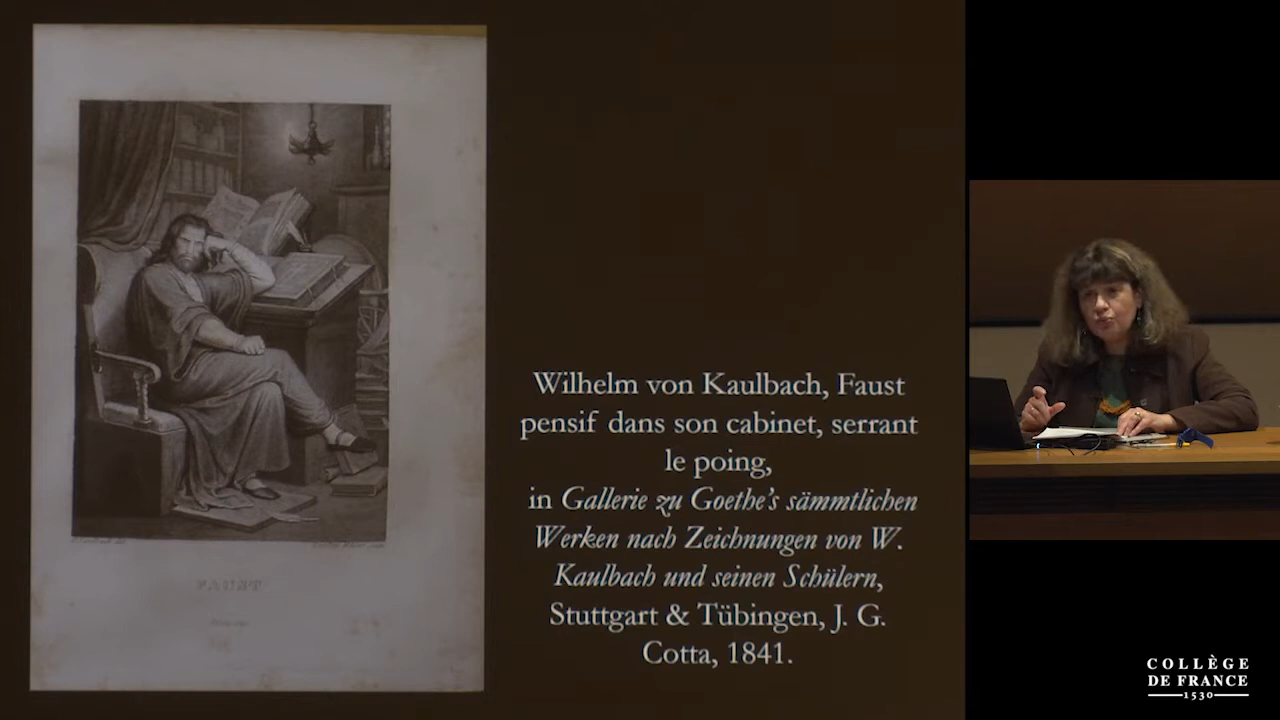 FAUST
Wilhelm von Kaulbach, Faust
pensif dans son cabinet, serrant
le poing,
in Gallerie zu Goethe's sämmtlichen
Werken nach Zeichnungen von W.
Kaulbach und seinen Schülern,
Stuttgart & Tübingen, J. G.
Cotta, 1841.
COLLÈGE
DE FRANCE
1530